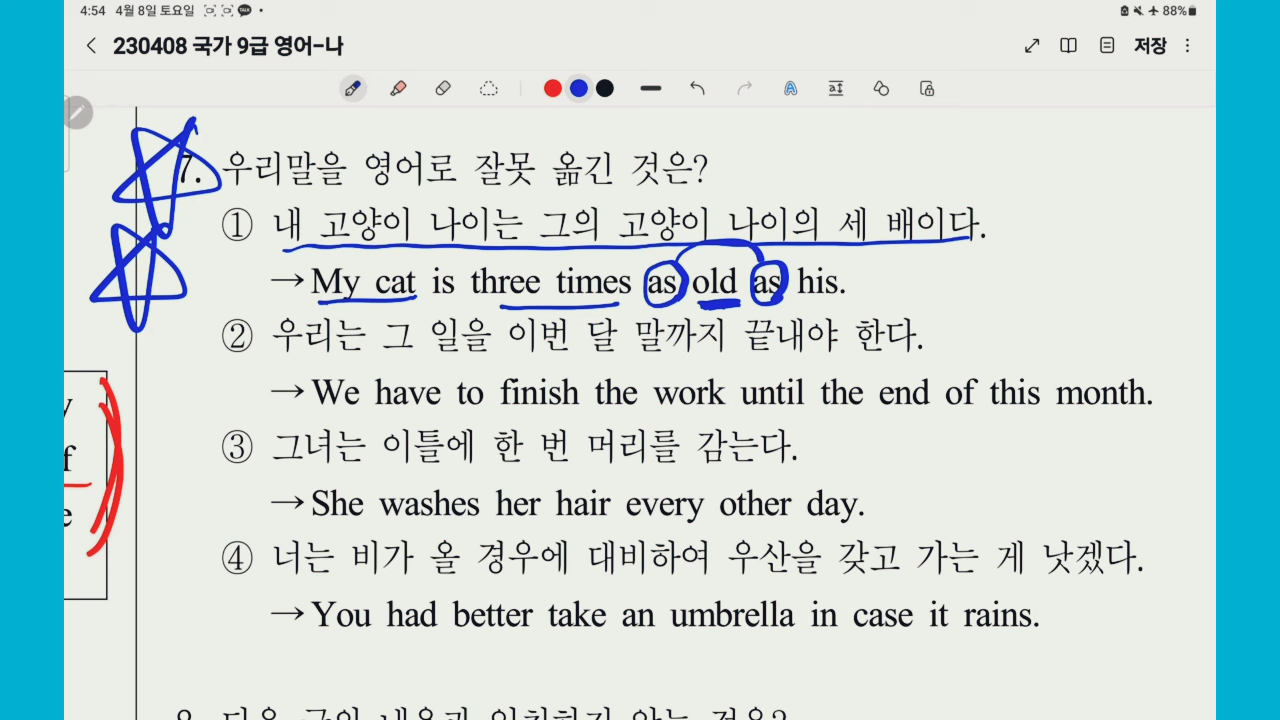 4:54 4월 8일 토요일 88%
230408 국가 9급 영어-나 저장
7. 우리말을 영어로 잘못 옮긴 것은?
① 내 고양이 나이는 그의 고양이 나이의 세 배이다.
→ My cat is three times as old as his.
② 우리는 그 일을 이번 달 말까지 끝내야 한다.
→ We have to finish the work until the end of this month.
③ 그녀는 이틀에 한 번 머리를 감는다.
→ She washes her hair every other day.
④ 너는 비가 올 경우에 대비하여 우산을 갖고 가는 게 낫겠다.
→ You had better take an umbrella in case it rains.